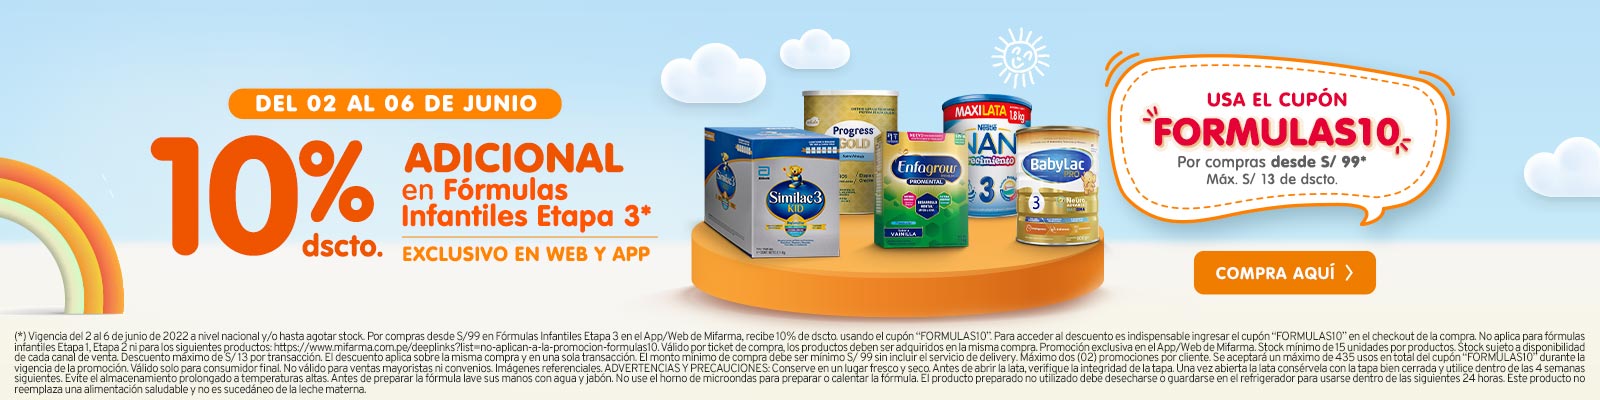 DEL 02 AL 06 DE JUNIO
10% dscto.
ADICIONAL
en Fórmulas
Infantiles Etapa 3*
EXCLUSIVO EN WEB Y APP
Similac 3
KID
Progress
GOLD
Enfagrow
PROMENTAL
VAINILLA
MAXILATA
1.8 kg
Nestlé
NAN
3
BabyLac
PRO
3
USA EL CUPÓN
FORMULAS10
Por compras desde S/ 99*
Máx. S/ 13 de dscto.
COMPRA AQUÍ
(*) Vigencia del 2 al 6 de junio de 2022 a nivel nacional y/o hasta agotar stock. Por compras desde S/99 en Fórmulas Infantiles Etapa 3 en el App/Web de Mifarma, recibe 10% de dscto. usando el cupón “FORMULAS10”. Para acceder al descuento es indispensable ingresar el cupón “FORMULAS10” en el checkout de la compra. No aplica para fórmulas
infantiles Etapa 1, Etapa 2 ni para los siguientes productos: https://www.mifarma.com.pe/deeplinks?list=no-aplican-a-la-promocion-formulas10. Válido por ticket de compra, los productos deben ser adquiridos en la misma compra. Promoción exclusiva en el App/Web de Mifarma. Stock mínimo de 15 unidades por productos. Stock sujeto a disponibilidad
de cada canal de venta. Descuento máximo de S/ 13 por transacción. El descuento aplica sobre la misma compra y en una sola transacción. El monto mínimo de compra debe ser mínimo S/ 99 sin incluir el servicio de delivery. Máximo dos (02) promociones por cliente. Se aceptará un máximo de 435 usos en total del cupón “FORMULAS10” durante la
vigencia de la promoción. Válido solo para consumidor final. No válido para ventas mayoristas ni convenios. Imágenes referenciales. ADVERTENCIAS Y PRECAUCIONES: Conserve en un lugar fresco y seco. Antes de abrir la lata, verifique la integridad de la tapa. Una vez abierta la lata consérvela con la tapa bien cerrada y utilice dentro de las 4 semanas
siguientes. Evite el almacenamiento prolongado a temperaturas altas. Antes de preparar la fórmula lave sus manos con agua y jabón. No use el horno de microondas para preparar o calentar la fórmula. El producto preparado no utilizado debe desecharse o guardarse en el refrigerador para usarse dentro de las siguientes 24 horas. Este producto no
reemplaza una alimentación saludable y no es sucedáneo de la leche materna.